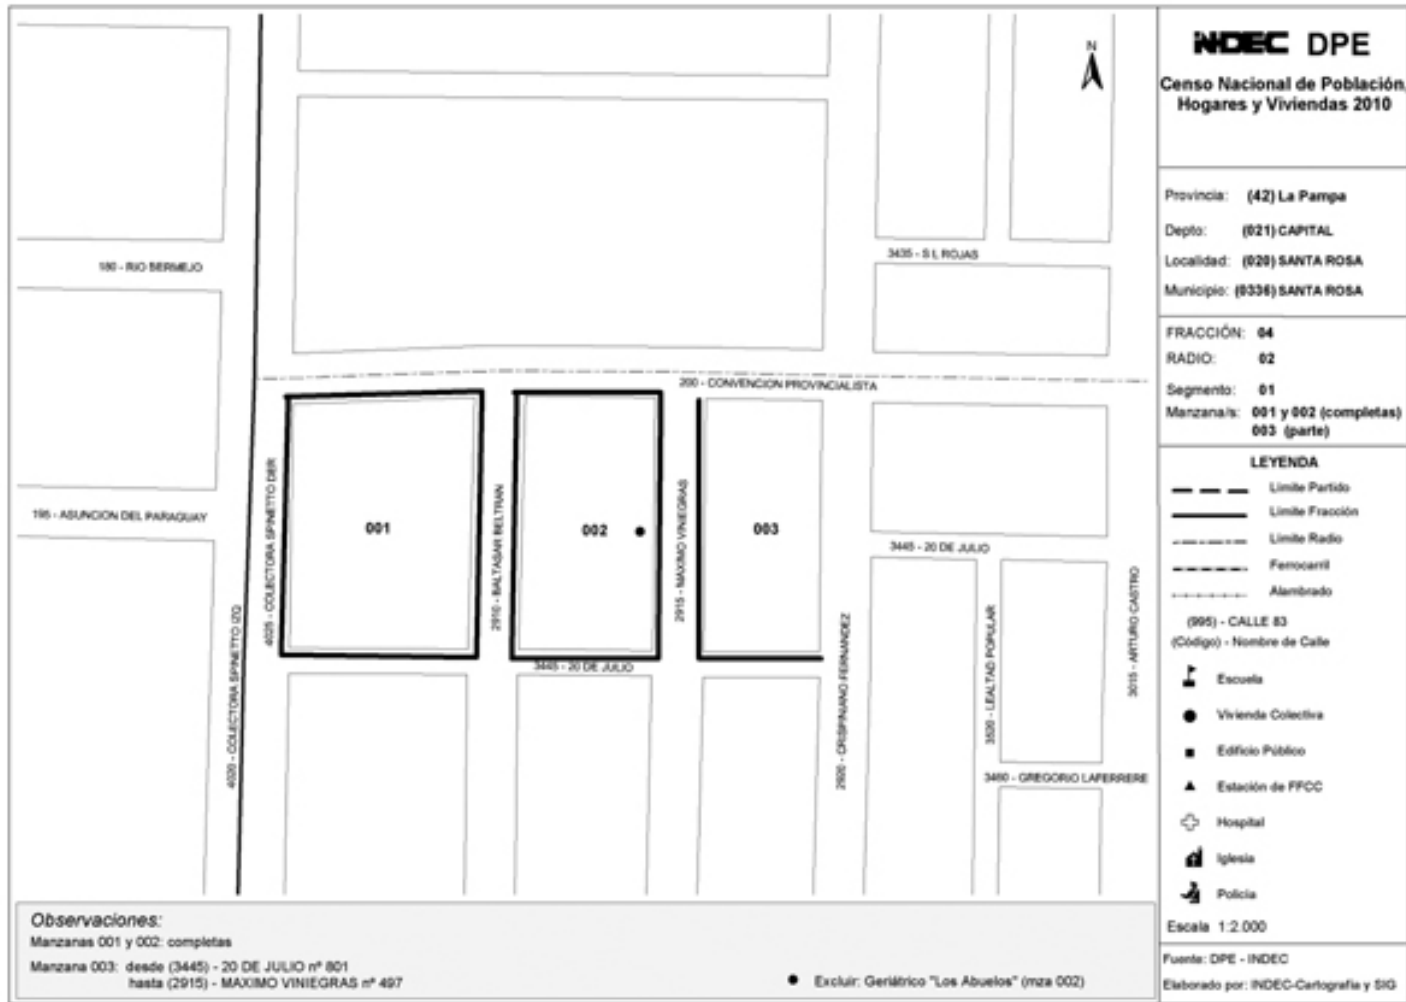 INDEC DPE
Censo Nacional de Población,
Hogares y Viviendas 2010
Provincia: (42) La Pampa
Depto: (021) CAPITAL
Localidad: (020) SANTA ROSA
Municipio: (0336) SANTA ROSA
FRACCIÓN: 04
RADIO: 02
Segmento: 01
Manzana/s: 001 y 002 (completas)
003 (parte)
LEYENDA
Limite Partido
Limite Fracción
Limite Radio
Ferrocarril
Alambrado
(995) - CALLE 83
(Código) - Nombre de Calle
Escuela
Vivienda Colectiva
Edificio Público
Estación de FFCC
Hospital
Iglesia
Policía
Escala 1:2.000
Fuente: DPE - INDEC
Elaborado por: INDEC-Cartografía y SIG
N
180 - RIO BERMEJO
3435 - S L ROJAS
200 - CONVENCION PROVINCIALISTA
195 - ASUNCION DEL PARAGUAY
4020 - COLECTORA SPINETTO IZQ
4025 - COLECTORA SPINETTO DER
001
2910 - BALTASAR BELTRAN
002
2915 - MAXIMO VINIEGRAS
003
3445 - 20 DE JULIO
3445 - 20 DE JULIO
2920 - CRISPINIANO FERNANDEZ
3520 - LEALTAD POPULAR
3015 - ARTURO CASTRO
3460 - GREGORIO LAFERRERE
Observaciones:
Manzanas 001 y 002: completas
Manzana 003: desde (3445) - 20 DE JULIO nº 801
hasta (2915) - MAXIMO VINIEGRAS nº 497
Excluir: Geriátrico "Los Abuelos" (mza 002)